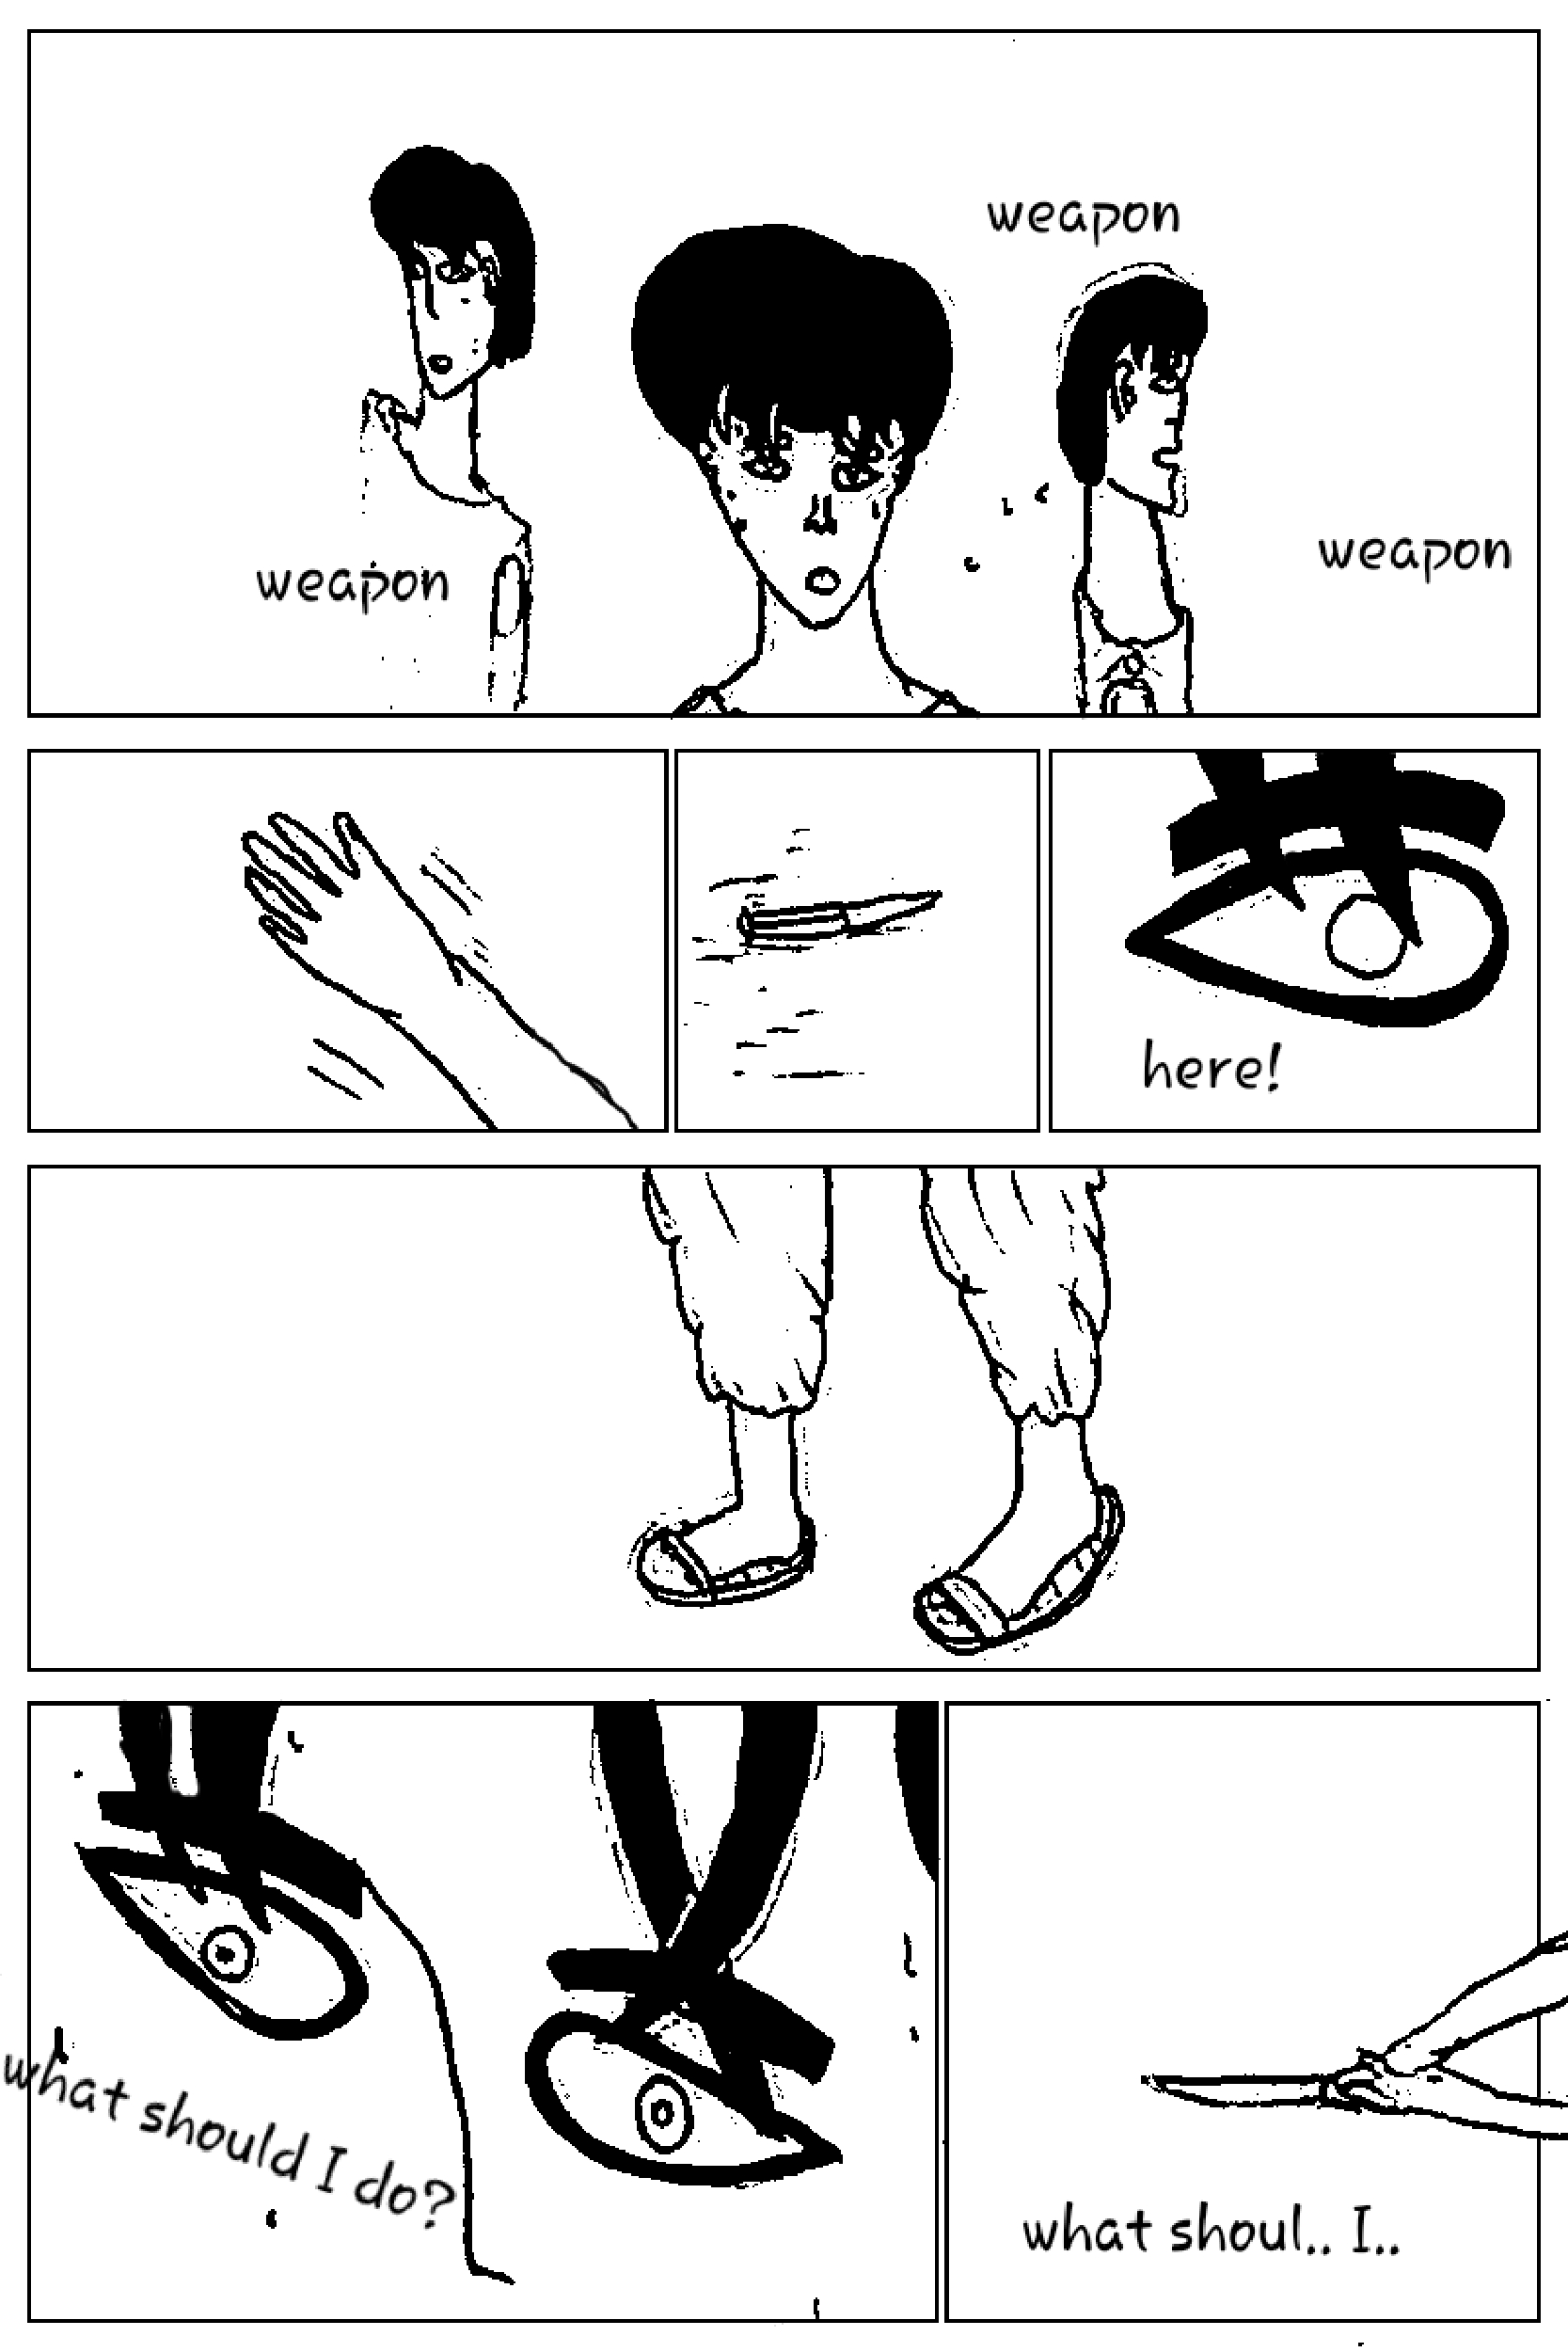 weapon
weapon
weapon
here!
what should I do?
what shoul.. I..